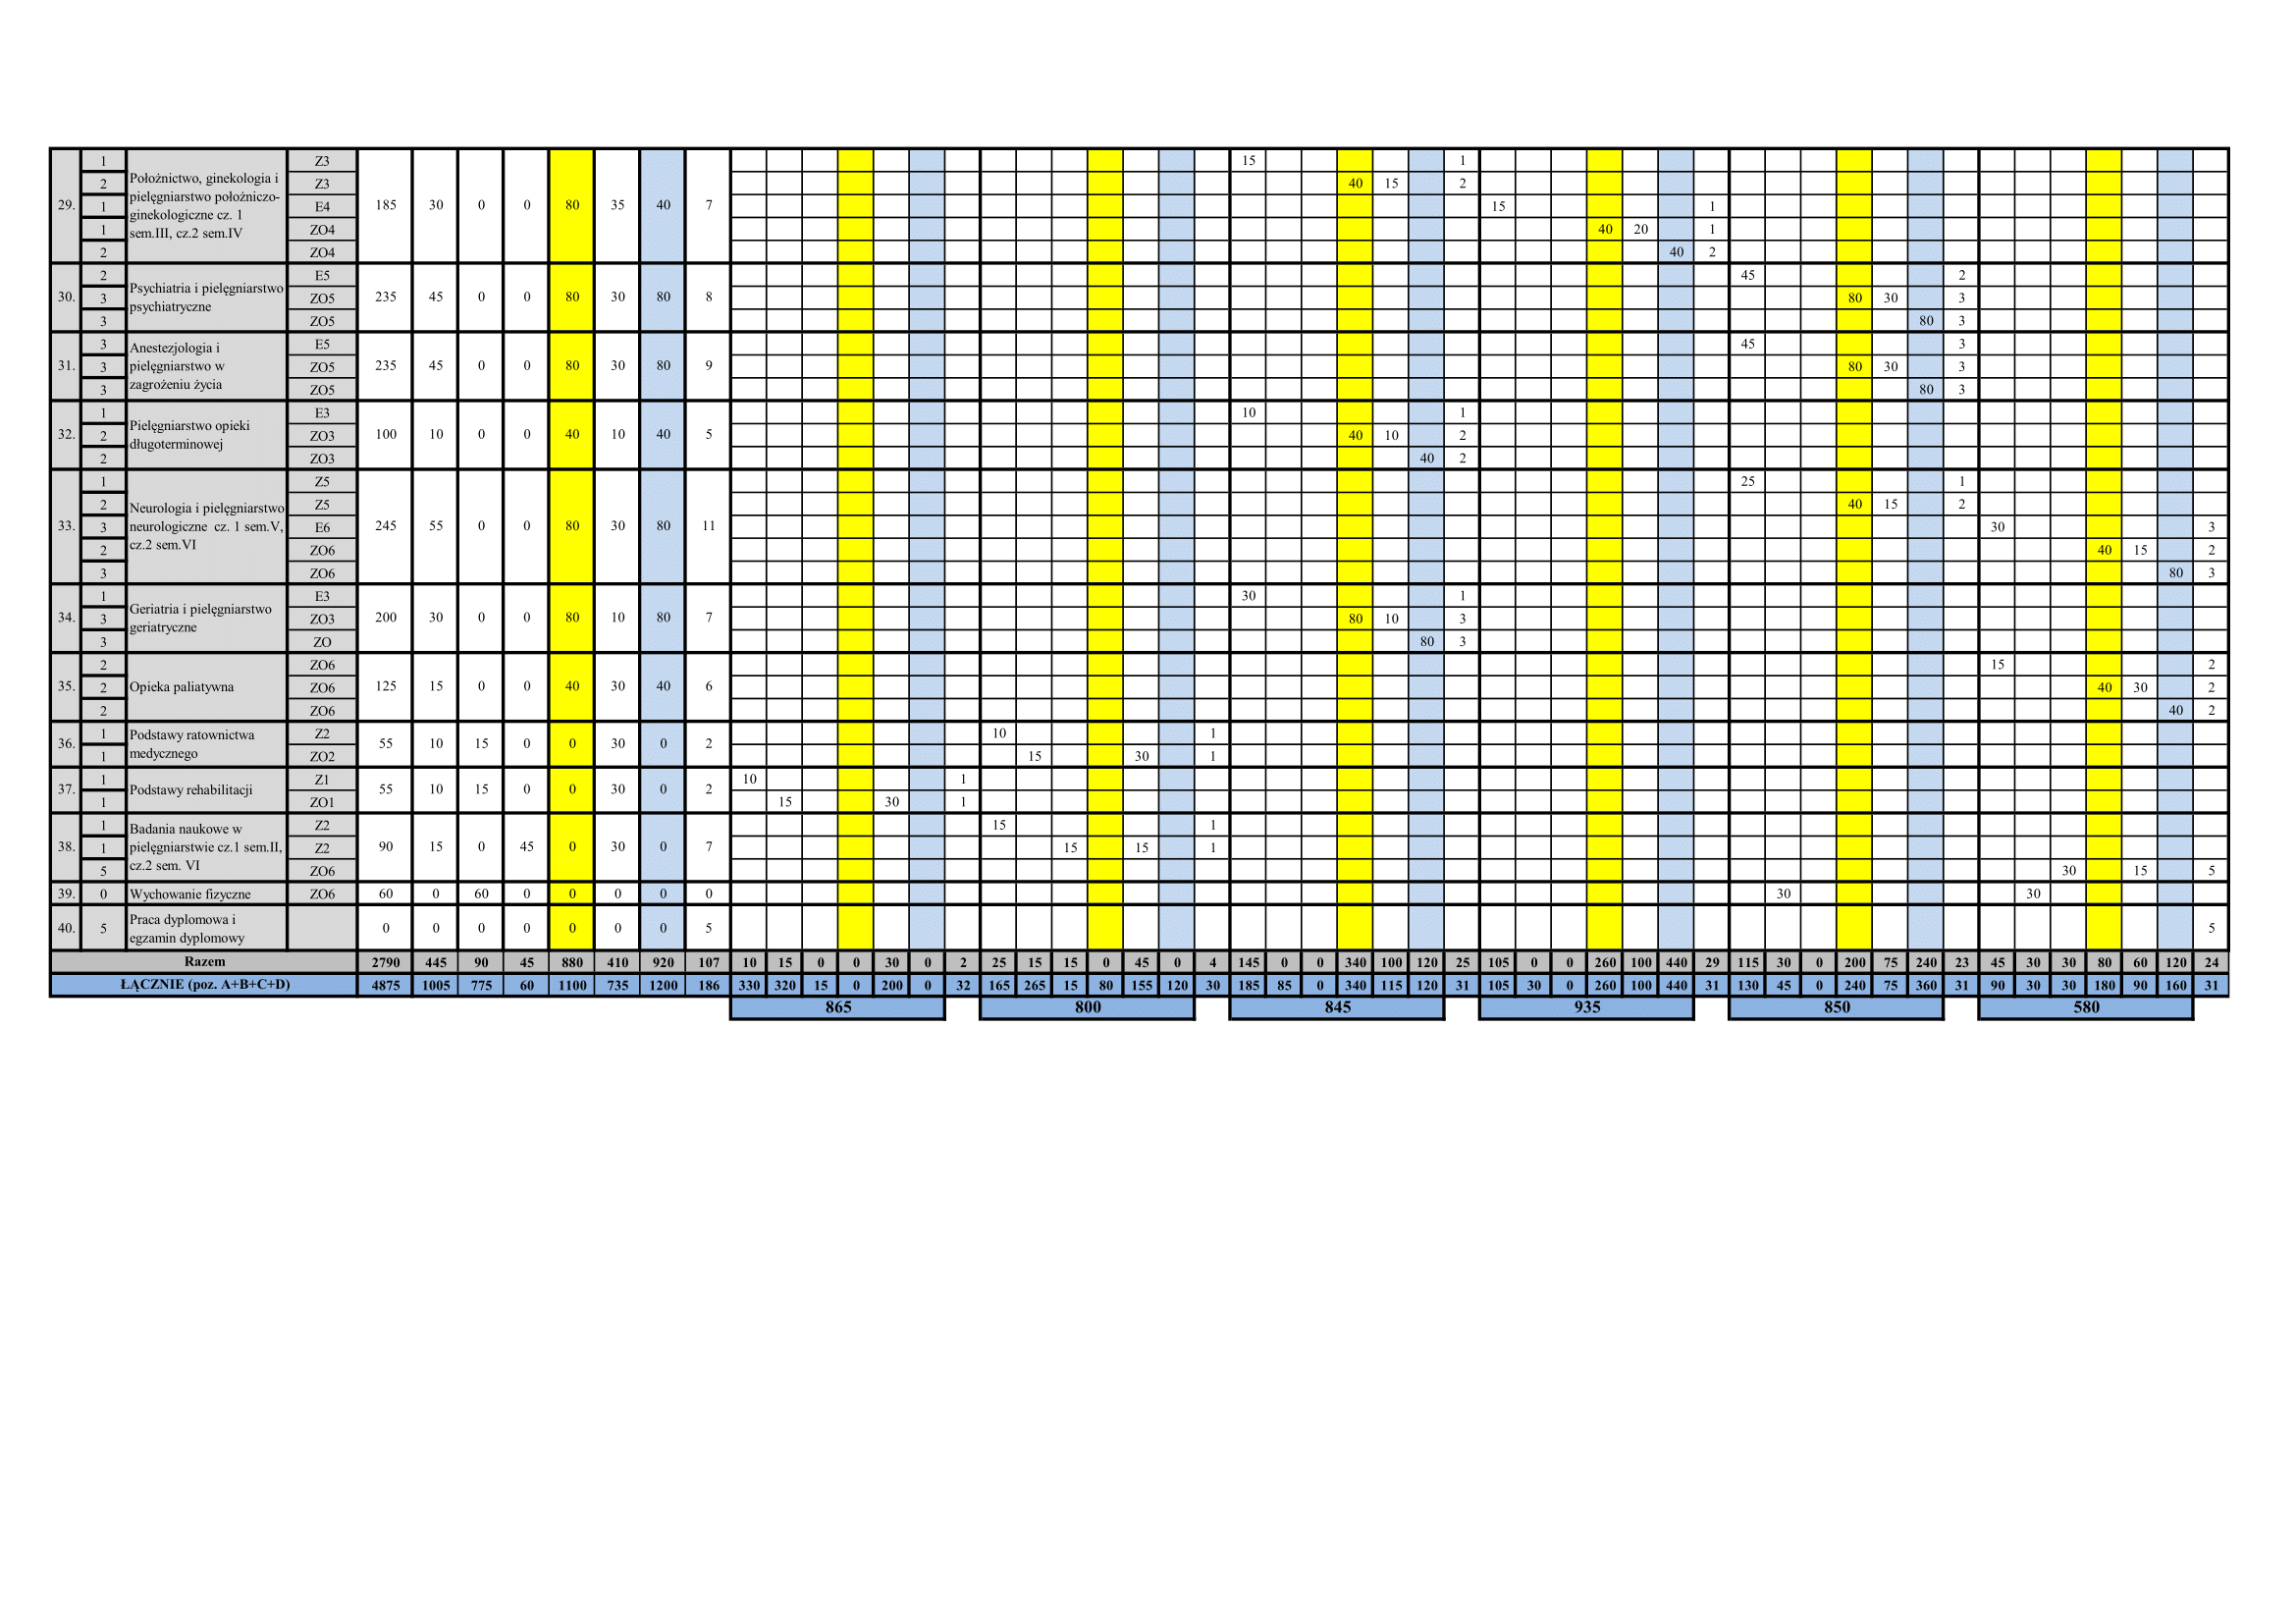 1 Z3 15 1
2 Położnictwo, ginekologia i Z3 40 15 2
29. 1 pielęgniarstwo położniczo- E4 185 30 0 0 80 35 40 7 15 1
1 ginekologiczne cz. 1 ZO4 40 20 1
2 sem.III, cz.2 sem.IV ZO4 40 2
2 Psychiatria i pielęgniarstwo E5 45 2
30. 3 psychiatryczne ZO5 235 45 0 0 80 30 80 8 80 30 3
3 ZO5 80 3
3 Anestezjologia i E5 45 3
31. 3 pielęgniarstwo w ZO5 235 45 0 0 80 30 80 9 80 30 3
3 zagrożeniu życia ZO5 80 3
1 Pielęgniarstwo opieki E3 10 1
32. 2 długoterminowej ZO3 100 10 0 0 40 10 40 5 40 10 2
2 ZO3 40 2
1 Z5 25 1
2 Neurologia i pielęgniarstwo Z5 40 15 2
33. 3 neurologiczne cz. 1 sem.V, E6 245 55 0 0 80 30 80 11 30 3
2 cz.2 sem.VI ZO6 40 15 2
3 ZO6 80 3
1 Geriatria i pielęgniarstwo E3 30 1
34. 3 geriatryczne ZO3 200 30 0 0 80 10 80 7 80 10 3
3 ZO 80 3
2 ZO6 15 2
35. 2 Opieka paliatywna ZO6 125 15 0 0 40 30 40 6 40 30 2
2 ZO6 40 2
36. 1 Podstawy ratownictwa Z2 55 10 15 0 0 30 0 2 10 1
1 medycznego ZO2 15 30 1
37. 1 Podstawy rehabilitacji Z1 55 10 15 0 0 30 0 2 10 1
1 ZO1 15 30 1
1 Badania naukowe w Z2 15 1
38. 1 pielęgniarstwie cz.1 sem.II, Z2 90 15 0 45 0 30 0 7 15 15 1
5 cz.2 sem. VI ZO6 30 15 5
39. 0 Wychowanie fizyczne ZO6 60 0 60 0 0 0 0 0 30 30
40. 5 Praca dyplomowa i 0 0 0 0 0 0 0 5 5
egzamin dyplomowy
Razem 2790 445 90 45 880 410 920 107 10 15 0 0 30 0 2 25 15 15 0 45 0 4 145 0 0 340 100 120 25 105 0 0 260 100 440 29 115 30 0 200 75 240 23 45 30 30 80 60 120 24
ŁĄCZNIE (poz. A+B+C+D) 4875 1005 775 60 1100 735 1200 186 330 320 15 0 200 0 32 165 265 15 80 155 120 30 185 85 0 340 115 120 31 105 30 0 260 100 440 31 130 45 0 240 75 360 31 90 30 30 180 90 160 31
865 800 845 935 850 580